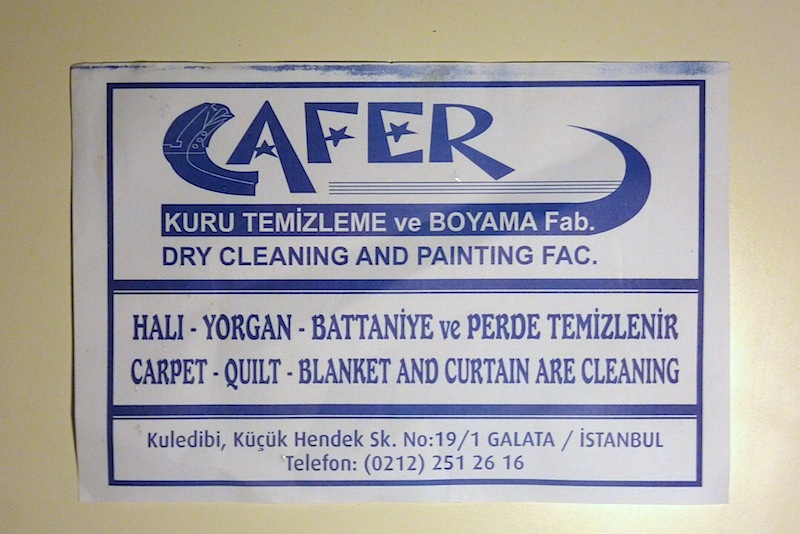 CAFER
KURU TEMİZLEME ve BOYAMA Fab.
DRY CLEANING AND PAINTING FAC.
HALI - YORGAN - BATTANİYE ve PERDE TEMİZLENİR
CARPET - QUILT - BLANKET AND CURTAIN ARE CLEANING
Kuledibi, Küçük Hendek Sk. No:19/1 GALATA / İSTANBUL
Telefon: (0212) 251 26 16